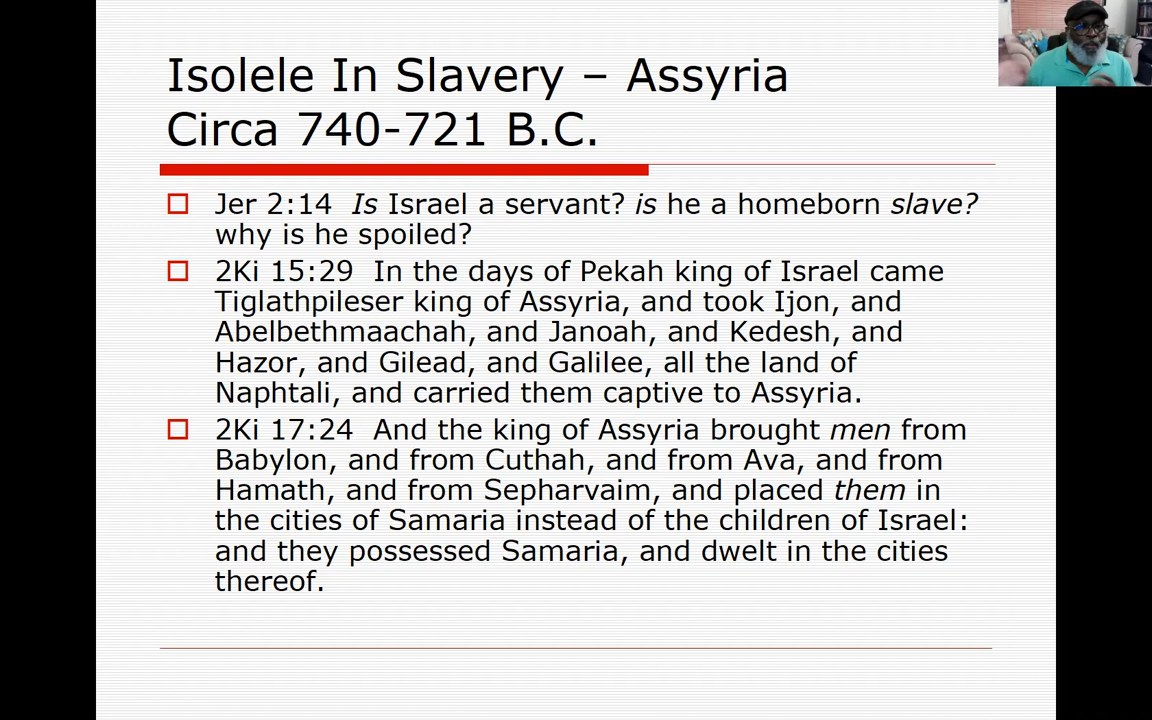 Isolele In Slavery – Assyria
Circa 740-721 B.C.
Jer 2:14 Is Israel a servant? is he a homeborn slave?
why is he spoiled?
2Ki 15:29 In the days of Pekah king of Israel came
Tiglathpileser king of Assyria, and took Ijon, and
Abelbethmaachah, and Janoah, and Kedesh, and
Hazor, and Gilead, and Galilee, all the land of
Naphtali, and carried them captive to Assyria.
2Ki 17:24 And the king of Assyria brought men from
Babylon, and from Cuthah, and from Ava, and from
Hamath, and from Sepharvaim, and placed them in
the cities of Samaria instead of the children of Israel:
and they possessed Samaria, and dwelt in the cities
thereof.